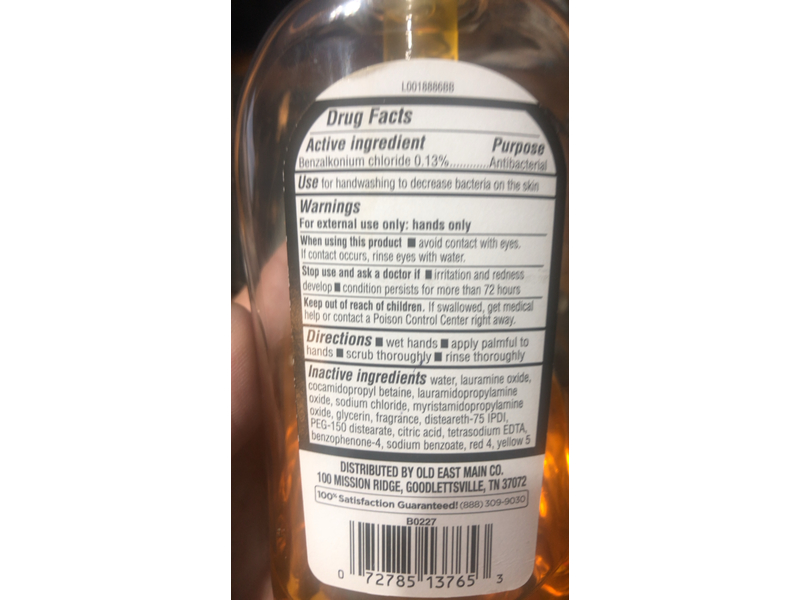 L0018886BB
Drug Facts
Active ingredient Purpose
Benzalkonium chloride 0.13%............Antibacterial
Use for handwashing to decrease bacteria on the skin
Warnings
For external use only: hands only
When using this product ■ avoid contact with eyes.
If contact occurs, rinse eyes with water.
Stop use and ask a doctor if ■ irritation and redness
develop ■ condition persists for more than 72 hours
Keep out of reach of children. If swallowed, get medical
help or contact a Poison Control Center right away.
Directions ■ wet hands ■ apply palmful to
hands ■ scrub thoroughly ■ rinse thoroughly
Inactive ingredients water, lauramine oxide,
cocamidopropyl betaine, lauramidopropylamine
oxide, sodium chloride, myristamidopropylamine
oxide, glycerin, fragrance, disteareth-75 IPDI,
PEG-150 distearate, citric acid, tetrasodium EDTA,
benzophenone-4, sodium benzoate, red 4, yellow 5
DISTRIBUTED BY OLD EAST MAIN CO.
100 MISSION RIDGE, GOODLETTSVILLE, TN 37072
100% Satisfaction Guaranteed! (888) 309-9030
B0227
0 72785 13765 3